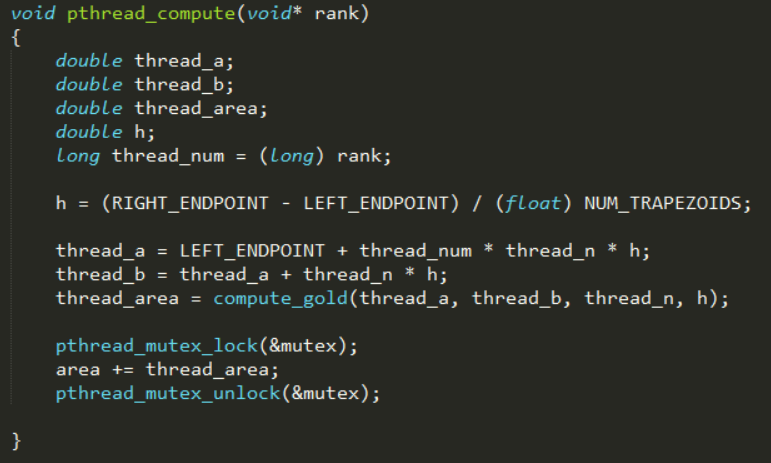 void pthread_compute(void* rank)
{
    double thread_a;
    double thread_b;
    double thread_area;
    double h;
    long thread_num = (long) rank;

    h = (RIGHT_ENDPOINT - LEFT_ENDPOINT) / (float) NUM_TRAPEZOIDS;

    thread_a = LEFT_ENDPOINT + thread_num * thread_n * h;
    thread_b = thread_a + thread_n * h;
    thread_area = compute_gold(thread_a, thread_b, thread_n, h);

    pthread_mutex_lock(&mutex);
    area += thread_area;
    pthread_mutex_unlock(&mutex);

}